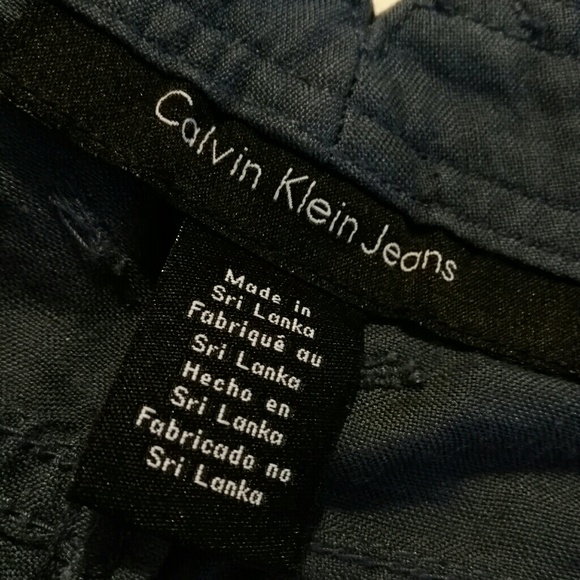 Calvin Klein Jeans
Made in
Sri Lanka
Fabriqué au
Sri Lanka
Hecho en
Sri Lanka
Fabricado no
Sri Lanka